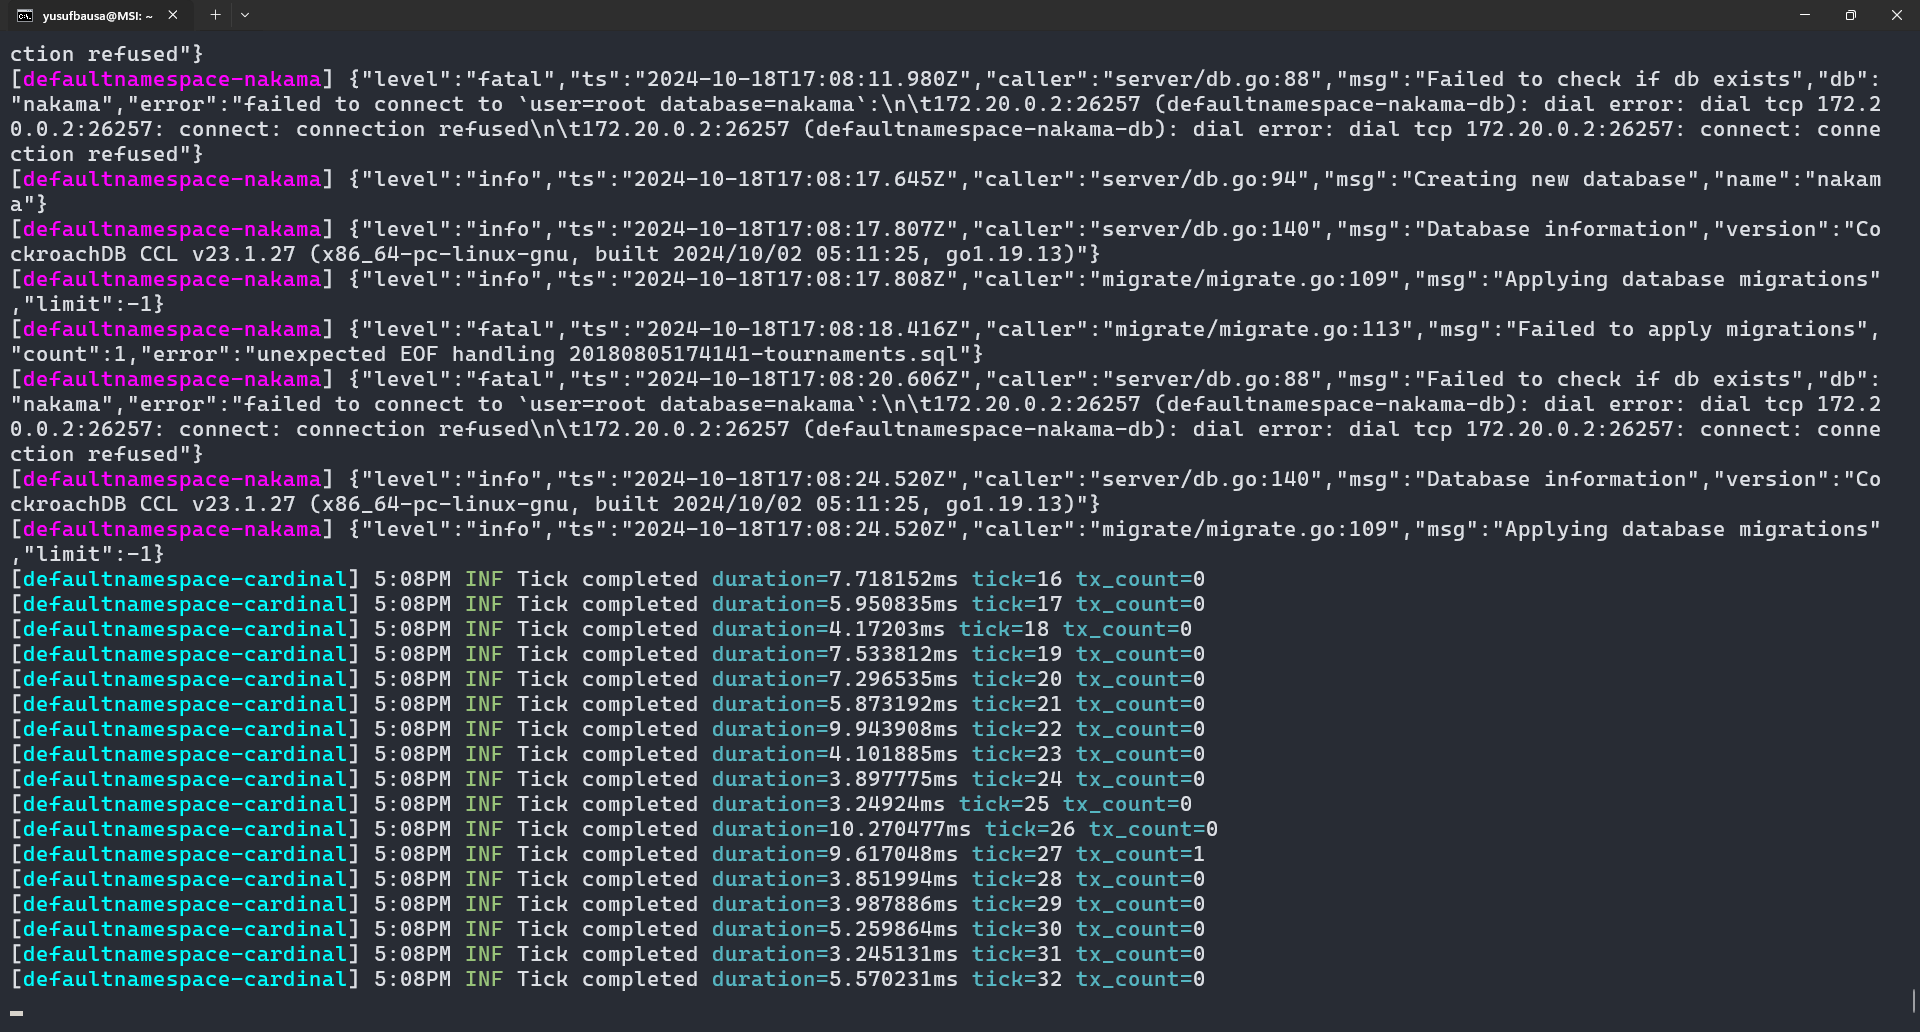 yusufbausa@MSI: ~
ction refused"}
[defaultnamespace-nakama] {"level":"fatal","ts":"2024-10-18T17:08:11.980Z","caller":"server/db.go:88","msg":"Failed to check if db exists","db":
"nakama","error":"failed to connect to `user=root database=nakama`:\n\t172.20.0.2:26257 (defaultnamespace-nakama-db): dial error: dial tcp 172.2
0.0.2:26257: connect: connection refused\n\t172.20.0.2:26257 (defaultnamespace-nakama-db): dial error: dial tcp 172.20.0.2:26257: connect: conne
ction refused"}
[defaultnamespace-nakama] {"level":"info","ts":"2024-10-18T17:08:17.645Z","caller":"server/db.go:94","msg":"Creating new database","name":"nakam
a"}
[defaultnamespace-nakama] {"level":"info","ts":"2024-10-18T17:08:17.807Z","caller":"server/db.go:140","msg":"Database information","version":"Co
ckroachDB CCL v23.1.27 (x86_64-pc-linux-gnu, built 2024/10/02 05:11:25, go1.19.13)"}
[defaultnamespace-nakama] {"level":"info","ts":"2024-10-18T17:08:17.808Z","caller":"migrate/migrate.go:109","msg":"Applying database migrations"
,"limit":-1}
[defaultnamespace-nakama] {"level":"fatal","ts":"2024-10-18T17:08:18.416Z","caller":"migrate/migrate.go:113","msg":"Failed to apply migrations",
"count":1,"error":"unexpected EOF handling 20180805174141-tournaments.sql"}
[defaultnamespace-nakama] {"level":"fatal","ts":"2024-10-18T17:08:20.606Z","caller":"server/db.go:88","msg":"Failed to check if db exists","db":
"nakama","error":"failed to connect to `user=root database=nakama`:\n\t172.20.0.2:26257 (defaultnamespace-nakama-db): dial error: dial tcp 172.2
0.0.2:26257: connect: connection refused\n\t172.20.0.2:26257 (defaultnamespace-nakama-db): dial error: dial tcp 172.20.0.2:26257: connect: conne
ction refused"}
[defaultnamespace-nakama] {"level":"info","ts":"2024-10-18T17:08:24.520Z","caller":"server/db.go:140","msg":"Database information","version":"Co
ckroachDB CCL v23.1.27 (x86_64-pc-linux-gnu, built 2024/10/02 05:11:25, go1.19.13)"}
[defaultnamespace-nakama] {"level":"info","ts":"2024-10-18T17:08:24.520Z","caller":"migrate/migrate.go:109","msg":"Applying database migrations"
,"limit":-1}
[defaultnamespace-cardinal] 5:08PM INF Tick completed duration=7.718152ms tick=16 tx_count=0
[defaultnamespace-cardinal] 5:08PM INF Tick completed duration=5.950835ms tick=17 tx_count=0
[defaultnamespace-cardinal] 5:08PM INF Tick completed duration=4.17203ms tick=18 tx_count=0
[defaultnamespace-cardinal] 5:08PM INF Tick completed duration=7.533812ms tick=19 tx_count=0
[defaultnamespace-cardinal] 5:08PM INF Tick completed duration=7.296535ms tick=20 tx_count=0
[defaultnamespace-cardinal] 5:08PM INF Tick completed duration=5.873192ms tick=21 tx_count=0
[defaultnamespace-cardinal] 5:08PM INF Tick completed duration=9.943908ms tick=22 tx_count=0
[defaultnamespace-cardinal] 5:08PM INF Tick completed duration=4.101885ms tick=23 tx_count=0
[defaultnamespace-cardinal] 5:08PM INF Tick completed duration=3.897775ms tick=24 tx_count=0
[defaultnamespace-cardinal] 5:08PM INF Tick completed duration=3.24924ms tick=25 tx_count=0
[defaultnamespace-cardinal] 5:08PM INF Tick completed duration=10.270477ms tick=26 tx_count=0
[defaultnamespace-cardinal] 5:08PM INF Tick completed duration=9.617048ms tick=27 tx_count=1
[defaultnamespace-cardinal] 5:08PM INF Tick completed duration=3.851994ms tick=28 tx_count=0
[defaultnamespace-cardinal] 5:08PM INF Tick completed duration=3.987886ms tick=29 tx_count=0
[defaultnamespace-cardinal] 5:08PM INF Tick completed duration=5.259864ms tick=30 tx_count=0
[defaultnamespace-cardinal] 5:08PM INF Tick completed duration=3.245131ms tick=31 tx_count=0
[defaultnamespace-cardinal] 5:08PM INF Tick completed duration=5.570231ms tick=32 tx_count=0